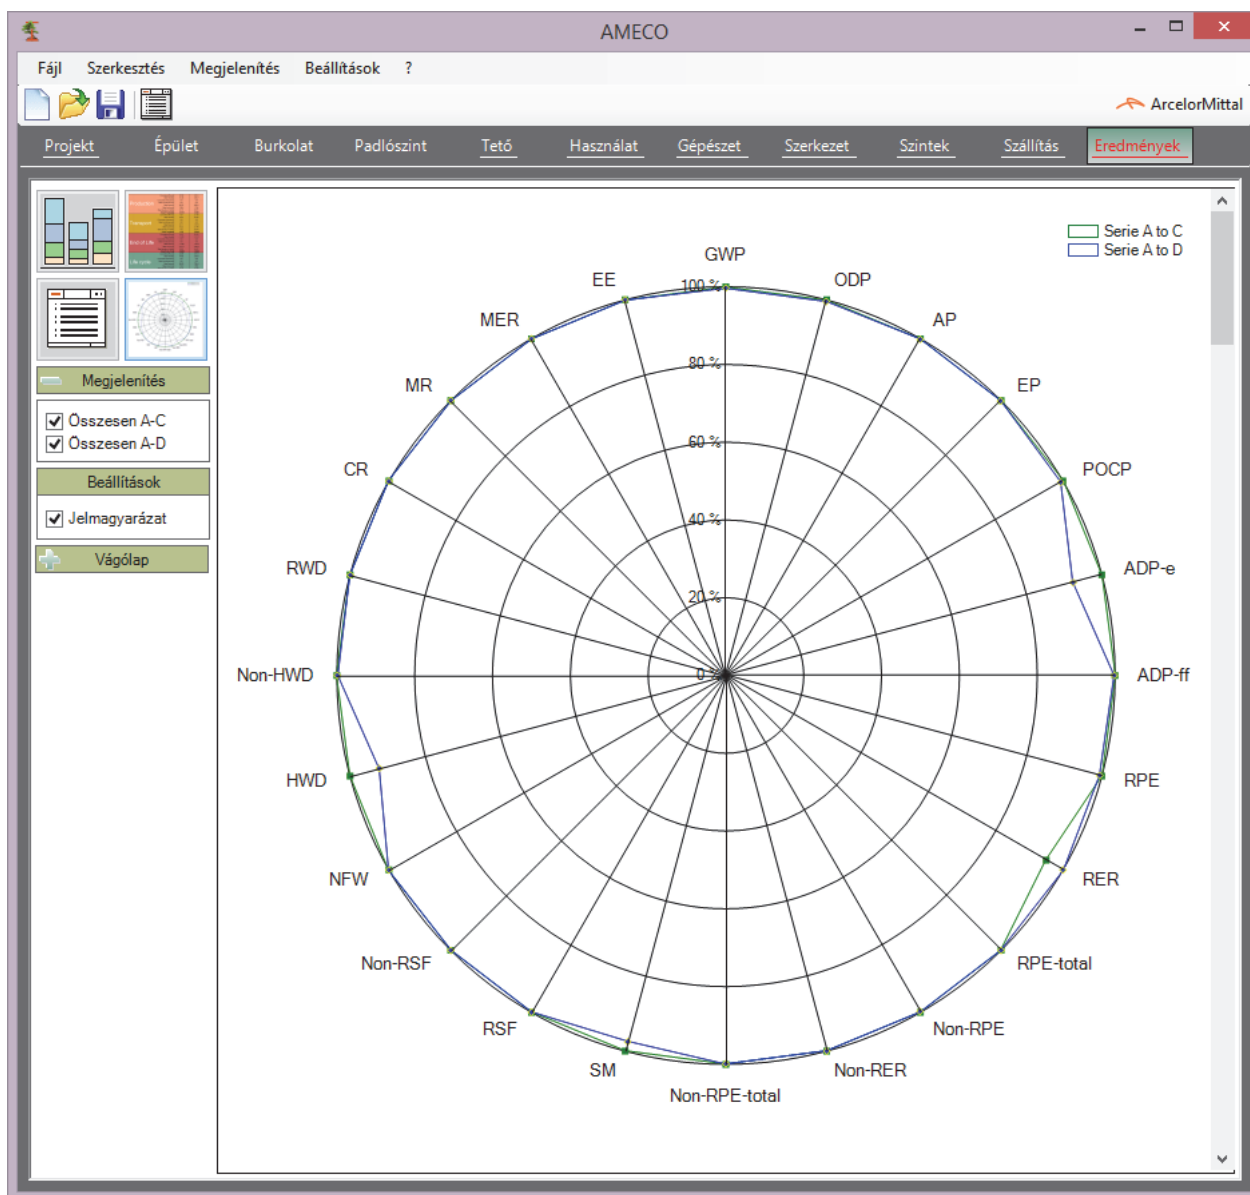 AMECO
Fájl Szerkesztés Megjelenítés Beállítások ?
ArcelorMittal
Projekt Épület Burkolat Padlószint Tető Használat Gépészet Szerkezet Szintek Szállítás Eredmények
Megjelenítés
Összesen A-C
Összesen A-D
Beállítások
Jelmagyarázat
Vágólap
Serie A to C
Serie A to D
GWP
ODP
AP
EP
POCP
ADP-e
ADP-ff
RPE
RER
RPE-total
Non-RPE
Non-RER
Non-RPE-total
SM
RSF
Non-RSF
NFW
HWD
Non-HWD
RWD
CR
MR
MER
EE
100 %
80 %
60 %
40 %
20 %
0 %